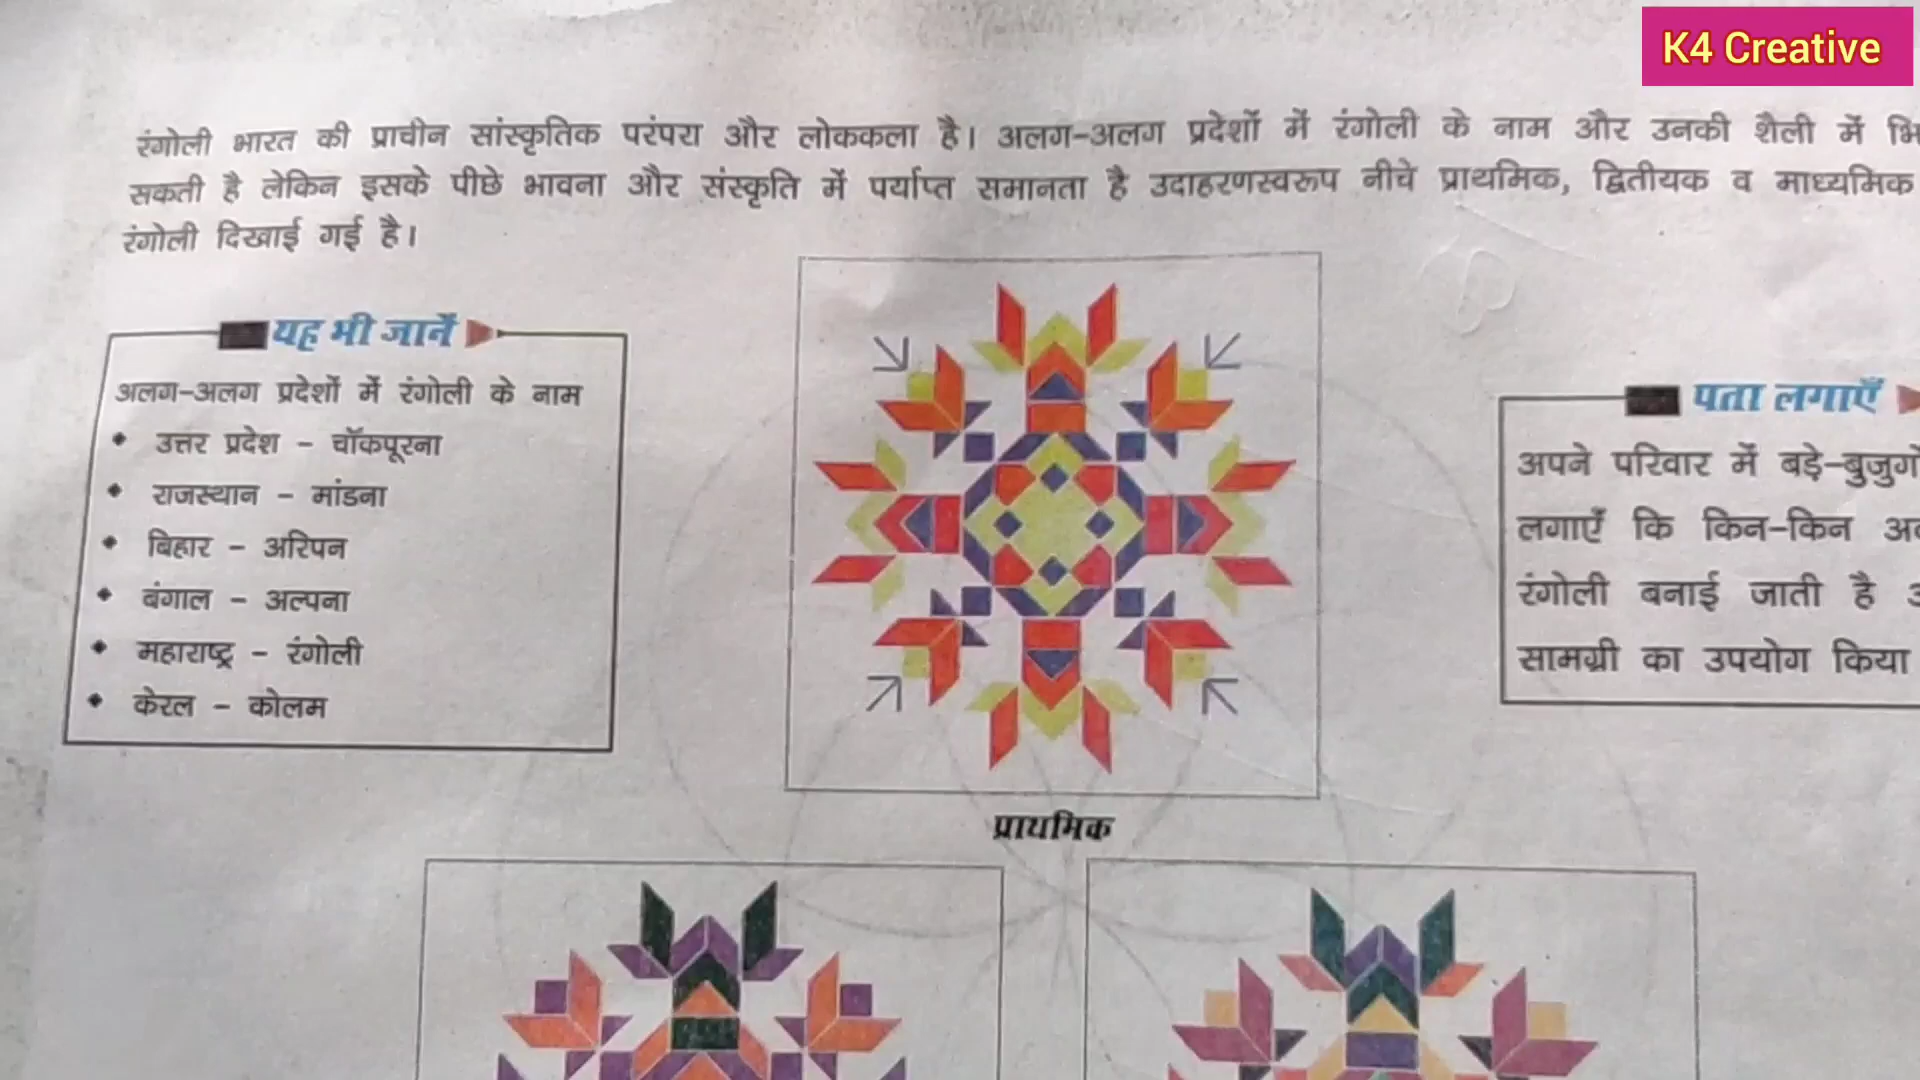 K4 Creative
रंगोली भारत की प्राचीन सांस्कृतिक परंपरा और लोककला है। अलग-अलग प्रदेशों में रंगोली के नाम और उनकी शैली में
सकती है लेकिन इसके पीछे भावना और संस्कृति में पर्याप्त समानता है उदाहरणस्वरूप नीचे प्राथमिक, द्वितीयक व माध्यमिक
रंगोली दिखाई गई है।
यह भी जानें
अलग-अलग प्रदेशों में रंगोली के नाम
उत्तर प्रदेश - चॉकपूरना
राजस्थान - मांडना
बिहार - अरिपन
बंगाल - अल्पना
महाराष्ट्र - रंगोली
केरल - कोलम
पता लगाएँ
अपने परिवार में बड़े-बुजुर्गो
लगाएँ कि किन-किन
रंगोली बनाई जाती है
सामग्री का उपयोग किया
प्राथमिक